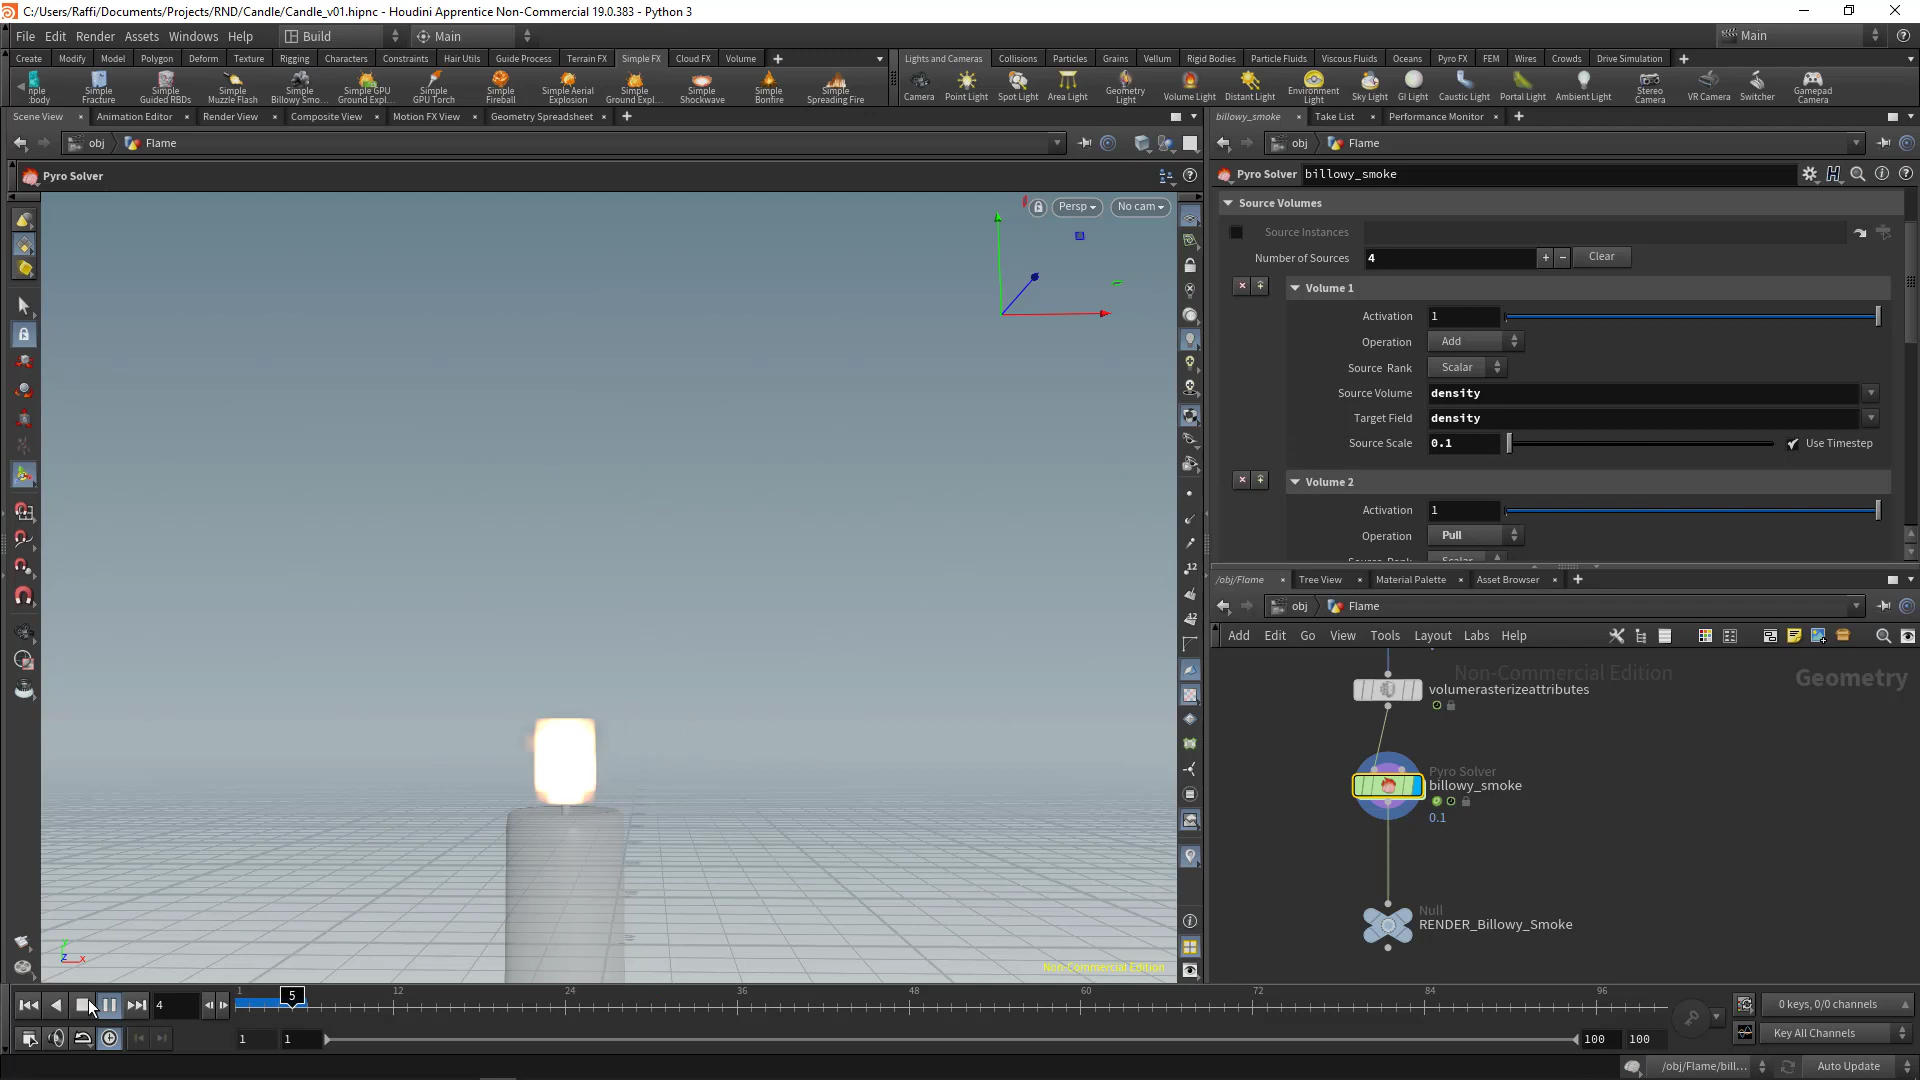 C:/Users/Raffi/Documents/Projects/RND/Candle/Candle_v01.hipnc - Houdini Apprentice Non-Commercial 19.0.383 - Python 3
File Edit Render Assets Windows Help Build Main Main
Create Modify Model Polygon Deform Texture Rigging Characters Constraints Hair Utils Guide Process Terrain FX Simple FX Cloud FX Volume
Lights and Cameras Collisions Particles Grains Vellum Rigid Bodies Particle Fluids Viscous Fluids Oceans Pyro FX FEM Wires Crowds Drive Simulation
nple :body
Simple Fracture
Simple Guided RBDs
Simple Muzzle Flash
Simple Billowy Smo...
Simple GPU Ground Expl...
Simple GPU Torch
Simple Fireball
Simple Aerial Explosion
Simple Ground Expl...
Simple Shockwave
Simple Bonfire
Simple Spreading Fire
Camera
Point Light
Spot Light
Area Light
Geometry Light
Volume Light
Distant Light
Environment Light
Sky Light
GI Light
Caustic Light
Portal Light
Ambient Light
Stereo Camera
VR Camera
Switcher
Gamepad Camera
Scene View Animation Editor Render View Composite View Motion FX View Geometry Spreadsheet
obj Flame
Pyro Solver
Persp No cam
12
12
Non-Commercial Edition
billowy_smoke Take List Performance Monitor
obj Flame
Pyro Solver billowy_smoke
Source Volumes
Source Instances
Number of Sources 4 Clear
Volume 1
Activation 1
Operation Add
Source Rank Scalar
Source Volume density
Target Field density
Source Scale 0.1 Use Timestep
Volume 2
Activation 1
Operation Pull
Source Rank Scalar
/obj/Flame Tree View Material Palette Asset Browser
obj Flame
Add Edit Go View Tools Layout Labs Help
Non-Commercial Edition
Geometry
volumerasterizeattributes
Pyro Solver
billowy_smoke
0.1
Null
RENDER_Billowy_Smoke
z x
4 1 5 12 24 36 48 60 72 84 96
0 keys, 0/0 channels
1 1 100 100
Key All Channels
/obj/Flame/bill... Auto Update